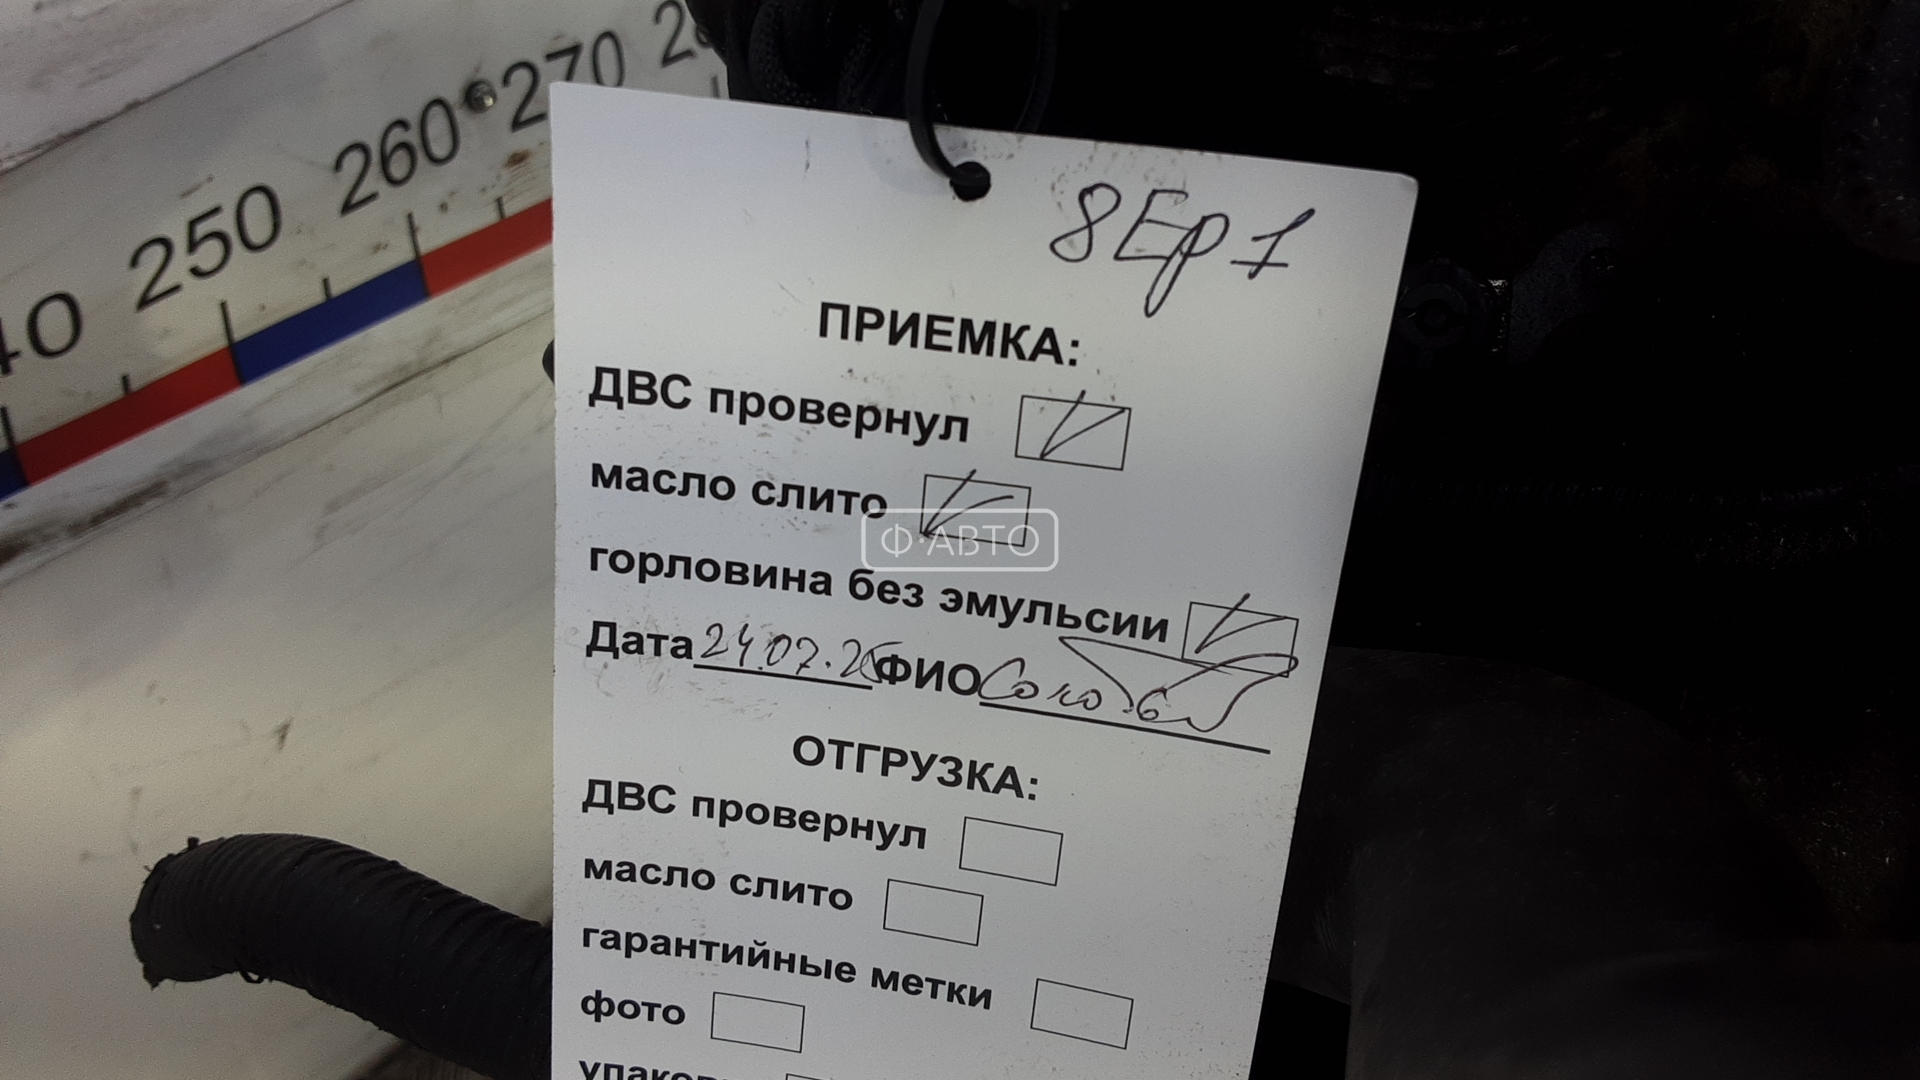 250 260 270
8Ep1
ПРИЕМКА:
ДВС провернул
масло слито
Ф·АВТО
горловина без эмульсии
Дата 24.07.25 ФИО
ОТГРУЗКА:
ДВС провернул
масло слито
гарантийные метки
фото